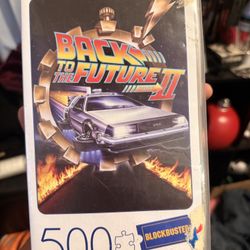 BACK
TO THE
FUTURE II
500
BLOCKBUSTER